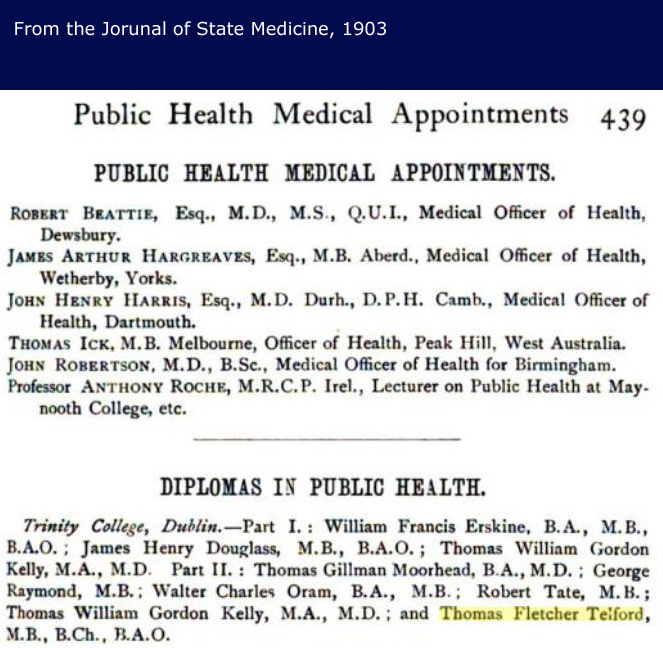 From the Jorunal of State Medicine, 1903
Public Health Medical Appointments 439
PUBLIC HEALTH MEDICAL APPOINTMENTS.
ROBERT BEATTIE, Esq., M.D., M.S., Q.U.I., Medical Officer of Health,
Dewsbury.
JAMES ARTHUR HARGREAVES, Esq., M.B. Aberd., Medical Officer of Health,
Wetherby, Yorks.
JOHN HENRY HARRIS, Esq., M.D. Durh., D.P.H. Camb., Medical Officer of
Health, Dartmouth.
THOMAS ICK, M.B. Melbourne, Officer of Health, Peak Hill, West Australia.
JOHN ROBERTSON, M.D., B.Sc., Medical Officer of Health for Birmingham.
Professor ANTHONY ROCHE, M.R.C.P. Irel., Lecturer on Public Health at May-
nooth College, etc.
DIPLOMAS IN PUBLIC HEALTH.
Trinity College, Dublin.—Part I. : William Francis Erskine, B.A., M.B.,
B.A.O. ; James Henry Douglass, M.B., B.A.O. ; Thomas William Gordon
Kelly, M.A., M.D. Part II. : Thomas Gillman Moorhead, B.A., M.D. ; George
Raymond, M.B. ; Walter Charles Oram, B.A., M.B. ; Robert Tate, M.B. ;
Thomas William Gordon Kelly, M.A., M.D. ; and Thomas Fletcher Telford,
M.B., B.Ch., B.A.O.